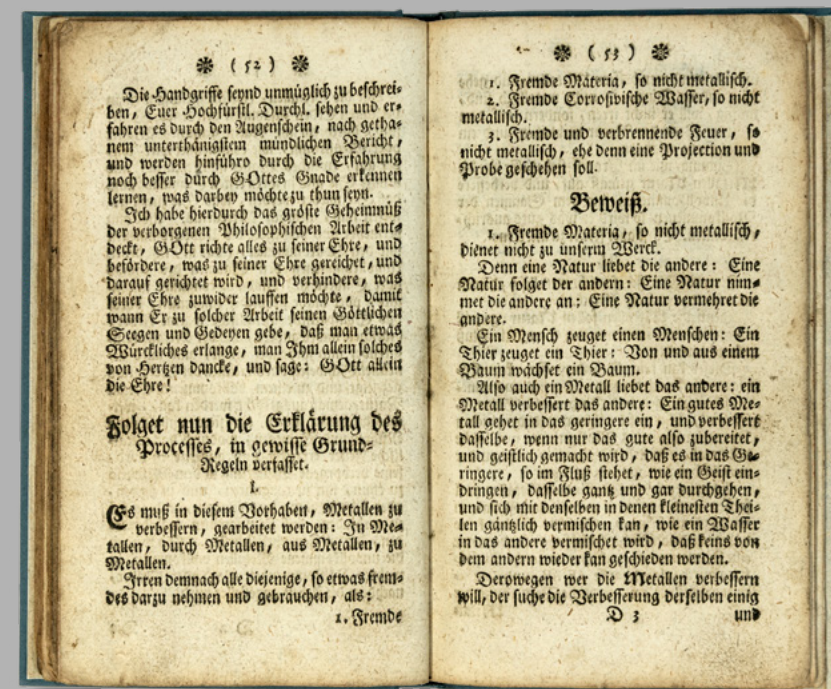 ❋ ( 52 ) ❋
Die Handgriffe seynd unmüglich zu beschrei-
ben, Euer Hochfürstl. Durchl. sehen und er-
fahren es durch den Augenschein, nach getha-
nem unterthänigstem mündlichen Bericht,
und werden hinführo durch die Erfahrung
noch besser durch GOttes Gnade erkennen
lernen, was darbey möchte zu thun seyn.
Ich habe hierdurch das gröste Geheimnüß
der verborgenen Philosophischen Arbeit ent-
deckt, GOtt richte alles zu seiner Ehre, und
befördere, was zu seiner Ehre gereichet, und
darauf gerichtet wird, und verhindere, was
seiner Ehre zuwider lauffen möchte, damit
wann Er zu solcher Arbeit seinen Göttlichen
Seegen und Gedeyen gebe, daß man etwas
Würckliches erlange, man Ihm allein solches
von Hertzen dancke, und sage: GOtt allein
die Ehre!
Folget nun die Erklärung des
Processes, in gewisse Grund-
Regeln verfasset.
I.
Es muß in diesem Vorhaben, Metallen zu
verbessern, gearbeitet werden: In Me-
tallen, durch Metallen, aus Metallen, zu
Metallen.
Irren demnach alle diejenige, so etwas frem-
des darzu nehmen und gebrauchen, als:
1. Fremde
❋ ( 53 ) ❋
1. Fremde Materia, so nicht metallisch.
2. Fremde Corrosivische Wasser, so nicht
metallisch.
3. Fremde und verbrennende Feuer, so
nicht metallisch, ehe denn eine Projection und
Probe geschehen soll.
Beweiß.
1. Fremde Materia, so nicht metallisch,
dienet nicht zu unserm Werck.
Denn eine Natur liebet die andere: Eine
Natur folget der andern: Eine Natur nim-
met die andere an: Eine Natur vermehret die
andere.
Ein Mensch zeuget einen Menschen: Ein
Thier zeuget ein Thier: Von und aus einem
Baum wächset ein Baum.
Also auch ein Metall liebet das andere: ein
Metall verbessert das andere: Ein gutes Me-
tall gehet in das geringere ein, und verbessert
dasselbe, wenn nur das gute also zubereitet,
und geistlich gemacht wird, daß es in das Ge-
ringere, so im Fluß stehet, wie ein Geist ein-
dringen, dasselbe gantz und gar durchgehen,
und sich mit denselben in denen kleinesten Thei-
len gäntzlich vermischen kan, wie ein Wasser
in das andere vermischet wird, daß keins von
dem andern wieder kan geschieden werden.
Derowegen wer die Metallen verbessern
will, der suche die Verbesserung derselben einig
D 3 und